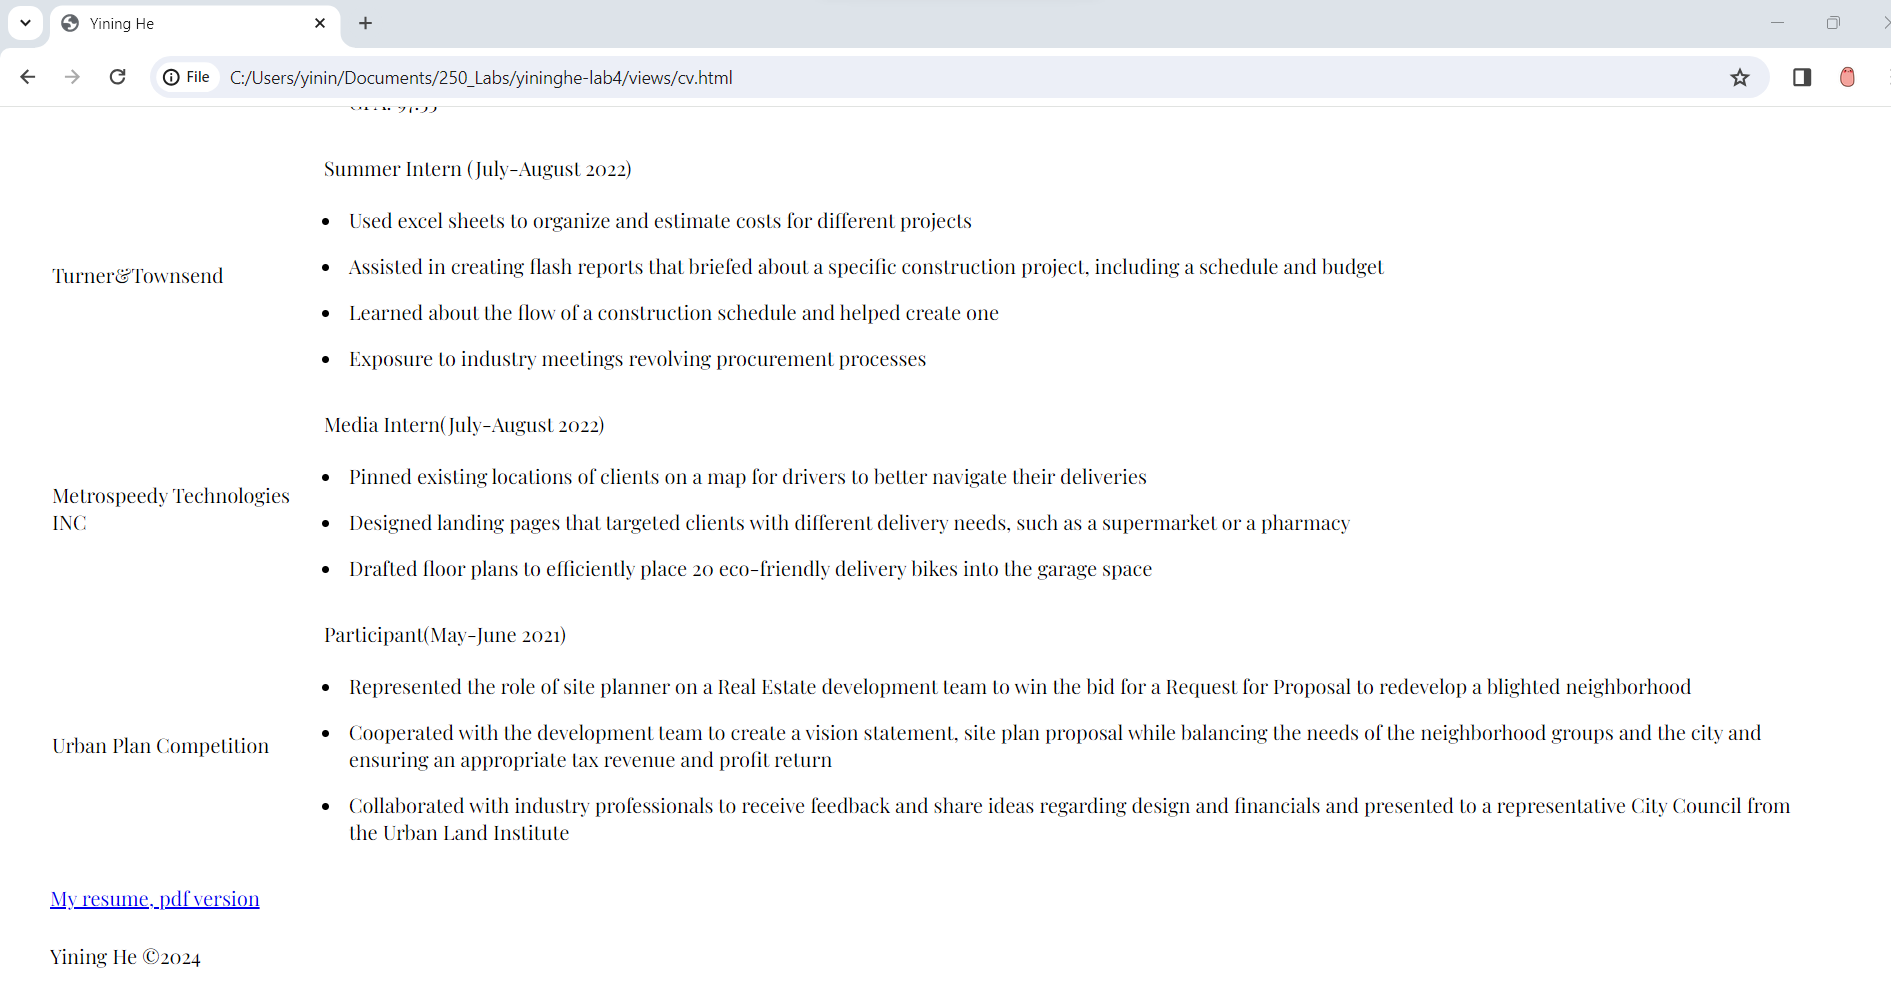 Yining He
File
C:/Users/yinin/Documents/250_Labs/yininghe-lab4/views/cv.html
GPA: 97.33
Summer Intern (July-August 2022)
Turner&Townsend
Used excel sheets to organize and estimate costs for different projects
Assisted in creating flash reports that briefed about a specific construction project, including a schedule and budget
Learned about the flow of a construction schedule and helped create one
Exposure to industry meetings revolving procurement processes
Media Intern(July-August 2022)
Metrospeedy Technologies
INC
Pinned existing locations of clients on a map for drivers to better navigate their deliveries
Designed landing pages that targeted clients with different delivery needs, such as a supermarket or a pharmacy
Drafted floor plans to efficiently place 20 eco-friendly delivery bikes into the garage space
Participant(May-June 2021)
Urban Plan Competition
Represented the role of site planner on a Real Estate development team to win the bid for a Request for Proposal to redevelop a blighted neighborhood
Cooperated with the development team to create a vision statement, site plan proposal while balancing the needs of the neighborhood groups and the city and
ensuring an appropriate tax revenue and profit return
Collaborated with industry professionals to receive feedback and share ideas regarding design and financials and presented to a representative City Council from
the Urban Land Institute
My resume, pdf version
Yining He ©2024